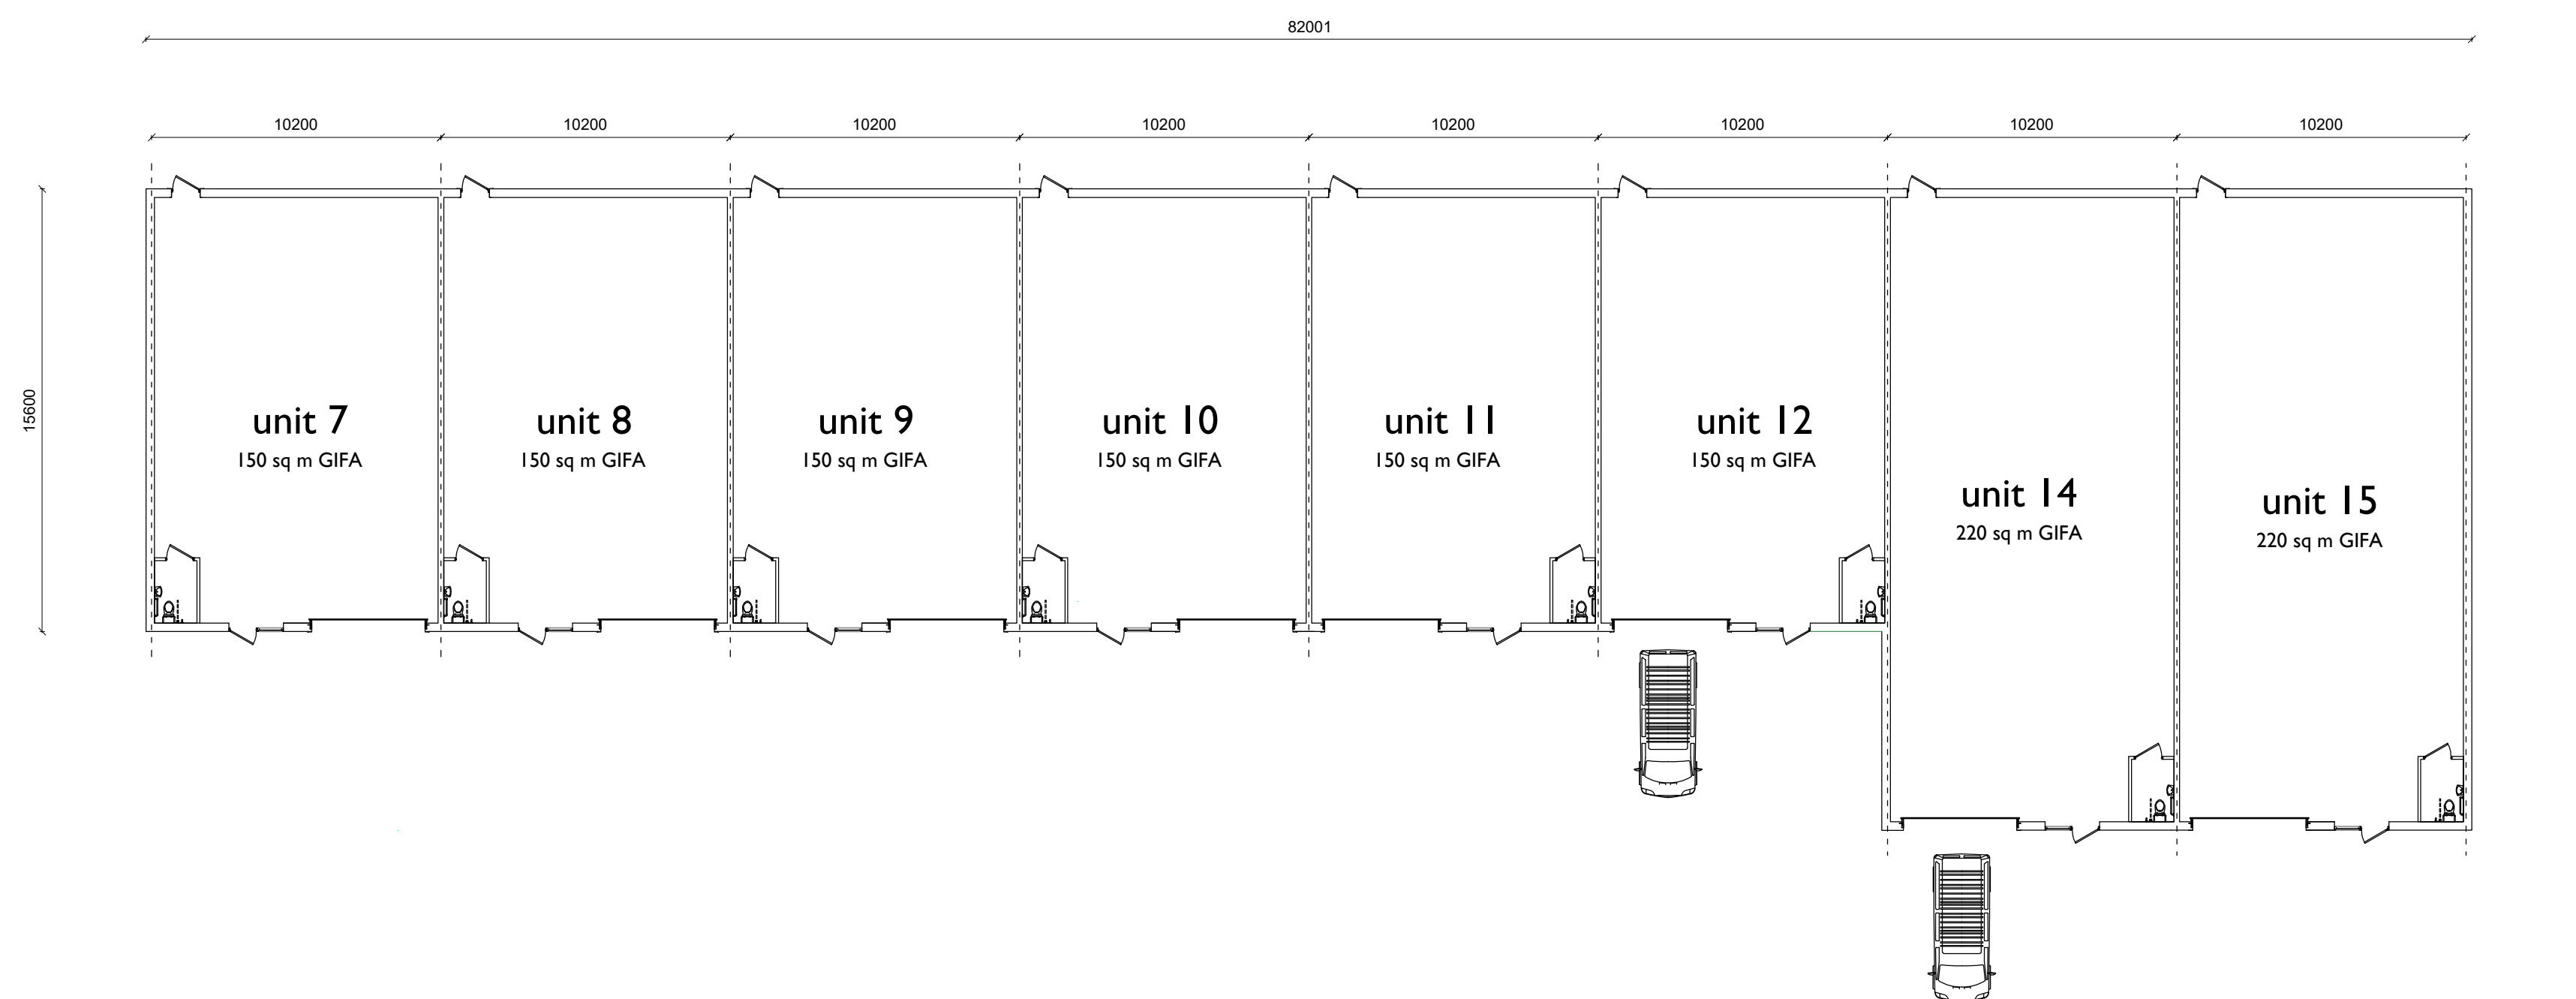 82001
10200
10200
10200
10200
10200
10200
10200
10200
15600
unit 7
150 sq m GIFA
unit 8
150 sq m GIFA
unit 9
150 sq m GIFA
unit 10
150 sq m GIFA
unit 11
150 sq m GIFA
unit 12
150 sq m GIFA
unit 14
220 sq m GIFA
unit 15
220 sq m GIFA